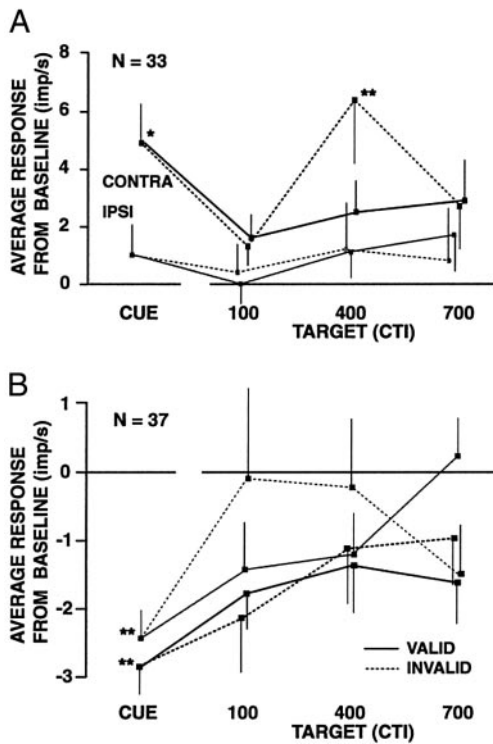 A
N = 33
8
**
6
*
4
CONTRA
IPSI
2
0
AVERAGE RESPONSE
FROM BASELINE (imp/s)
CUE 100 400 700
TARGET (CTI)
B
1
N = 37
0
-1
-2
**
**
-3
AVERAGE RESPONSE
FROM BASELINE (imp/s)
VALID
INVALID
CUE 100 400 700
TARGET (CTI)